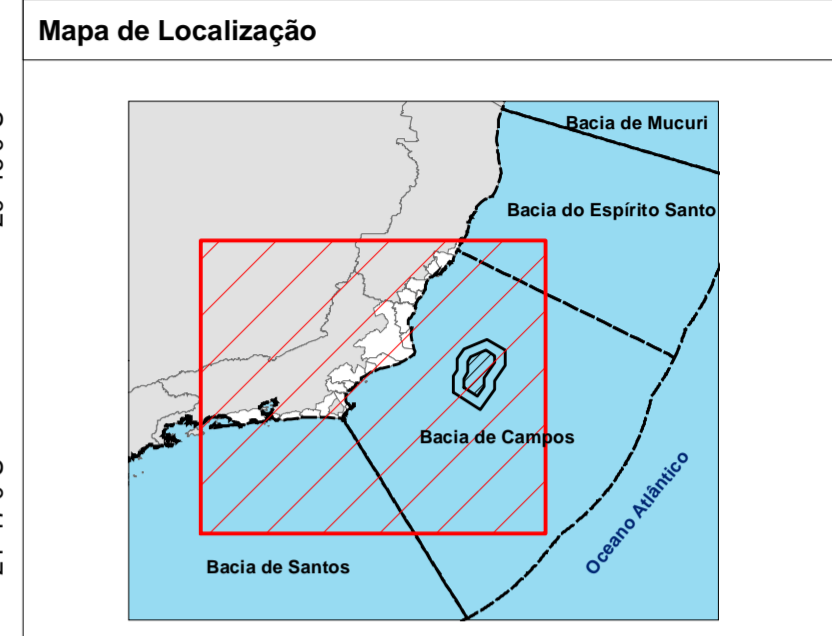 Mapa de Localização
Bacia de Mucuri
Bacia do Espírito Santo
Bacia de Campos
Oceano Atlântico
Bacia de Santos